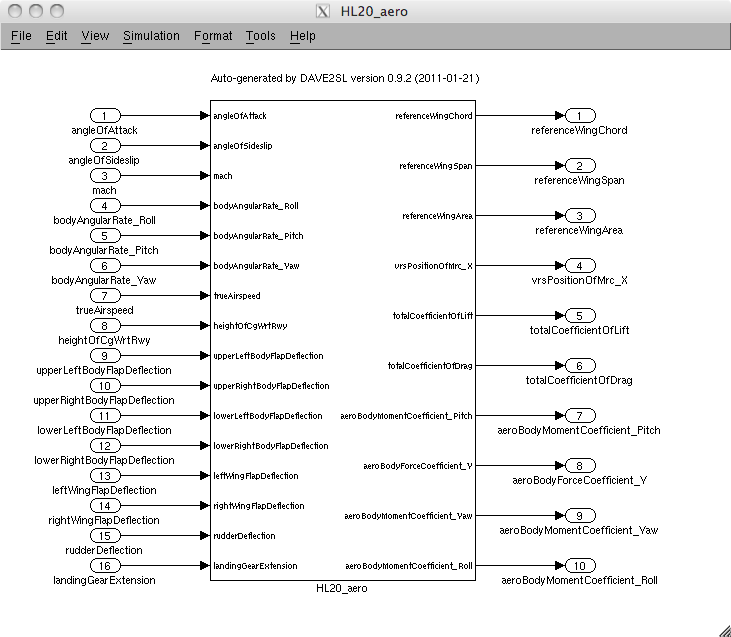 HL20_aero
File Edit View Simulation Format Tools Help
Auto-generated by DAVE2SL version 0.9.2 (2011-01-21)
1 angleOfAttack referenceWingChord 1
angleOfAttack referenceWingChord
2 angleOfSideslip
angleOfSideslip referenceWingSpan 2
3 mach referenceWingSpan
mach
4 bodyAngularRate_Roll referenceWingArea 3
bodyAngularRate_Roll referenceWingArea
5 bodyAngularRate_Pitch
bodyAngularRate_Pitch
6 bodyAngularRate_Yaw vrsPositionOfMrc_X 4
bodyAngularRate_Yaw vrsPositionOfMrc_X
7 trueAirspeed
trueAirspeed totalCoefficientOfLift 5
8 heightOfCgWrtRwy totalCoefficientOfLift
heightOfCgWrtRwy
9 upperLeftBodyFlapDeflection totalCoefficientOfDrag 6
upperLeftBodyFlapDeflection totalCoefficientOfDrag
10 upperRightBodyFlapDeflection
upperRightBodyFlapDeflection
11 lowerLeftBodyFlapDeflection aeroBodyMomentCoefficient_Pitch 7
lowerLeftBodyFlapDeflection aeroBodyMomentCoefficient_Pitch
12 lowerRightBodyFlapDeflection
lowerRightBodyFlapDeflection aeroBodyForceCoefficient_Y 8
13 leftWingFlapDeflection aeroBodyForceCoefficient_Y
leftWingFlapDeflection
14 rightWingFlapDeflection aeroBodyMomentCoefficient_Yaw 9
rightWingFlapDeflection aeroBodyMomentCoefficient_Yaw
15 rudderDeflection
rudderDeflection
16 landingGearExtension aeroBodyMomentCoefficient_Roll 10
landingGearExtension aeroBodyMomentCoefficient_Roll
HL20_aero